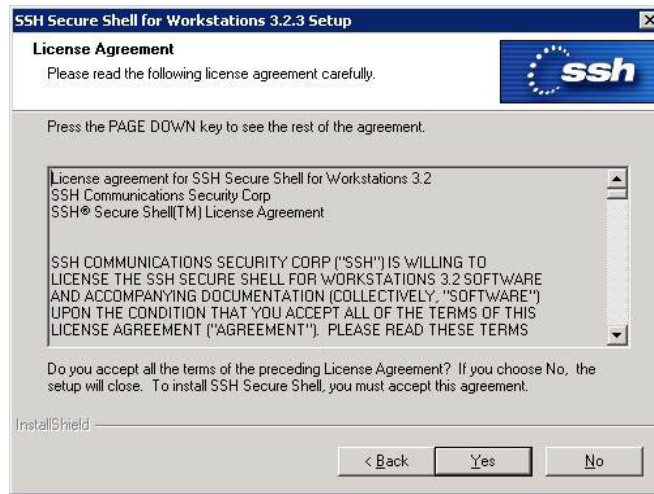 SSH Secure Shell for Workstations 3.2.3 Setup
License Agreement
Please read the following license agreement carefully.
ssh
Press the PAGE DOWN key to see the rest of the agreement.
License agreement for SSH Secure Shell for Workstations 3.2
SSH Communications Security Corp
SSH® Secure Shell(TM) License Agreement
SSH COMMUNICATIONS SECURITY CORP ("SSH") IS WILLING TO
LICENSE THE SSH SECURE SHELL FOR WORKSTATIONS 3.2 SOFTWARE
AND ACCOMPANYING DOCUMENTATION (COLLECTIVELY, "SOFTWARE")
UPON THE CONDITION THAT YOU ACCEPT ALL OF THE TERMS OF THIS
LICENSE AGREEMENT ("AGREEMENT"). PLEASE READ THESE TERMS
Do you accept all the terms of the preceding License Agreement? If you choose No, the
setup will close. To install SSH Secure Shell, you must accept this agreement.
InstallShield
< Back
Yes
No